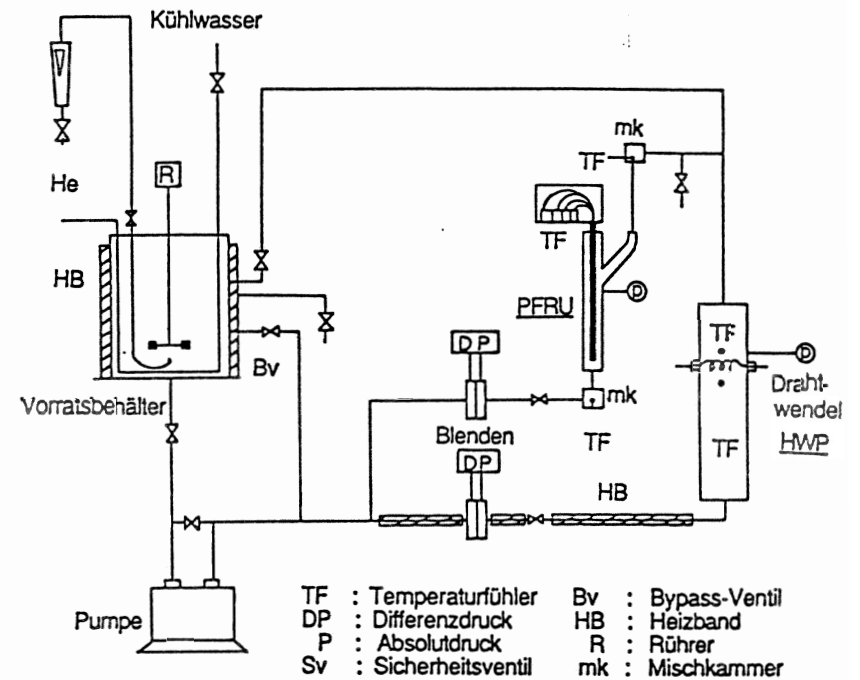 Kühlwasser
mk
TF
R
He
TF
HB
PFRU
P
DP
TF
P
Bv
Draht-
wendel
HWP
Vorratsbehälter
mk
Blenden
TF
TF
DP
HB
Pumpe
TF : Temperaturfühler Bv : Bypass-Ventil
DP : Differenzdruck HB : Heizband
P : Absolutdruck R : Rührer
Sv : Sicherheitsventil mk : Mischkammer